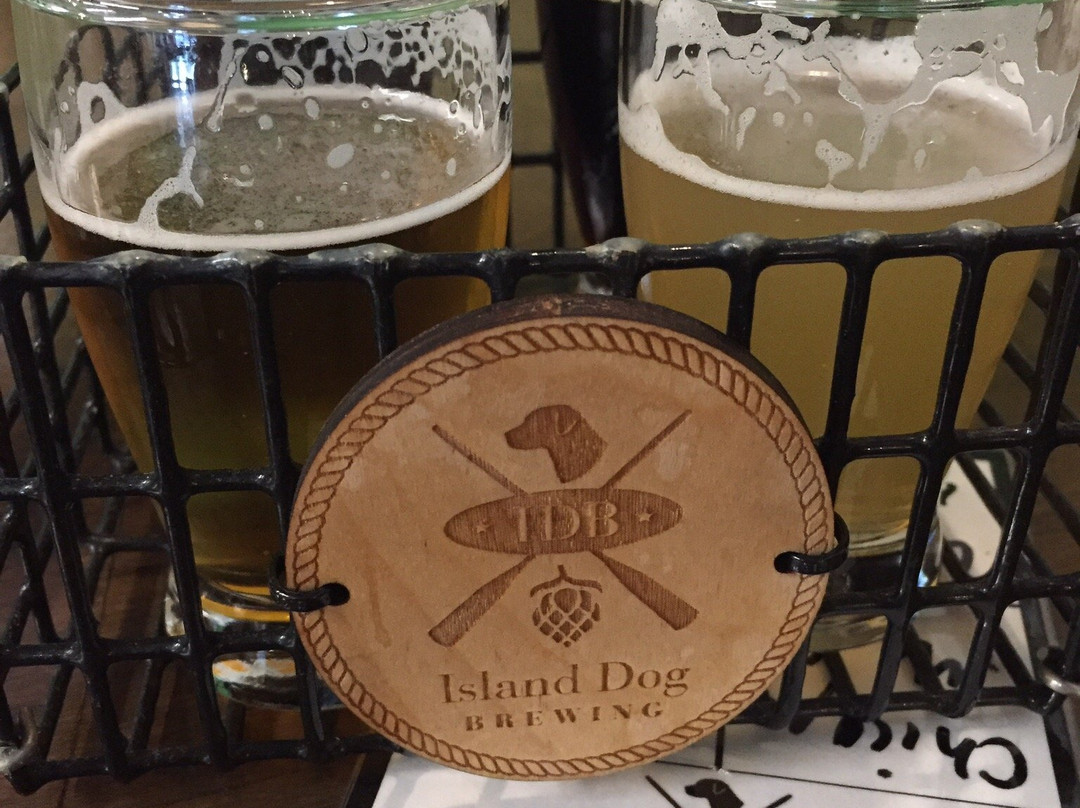 IDB
Island Dog
BREWING